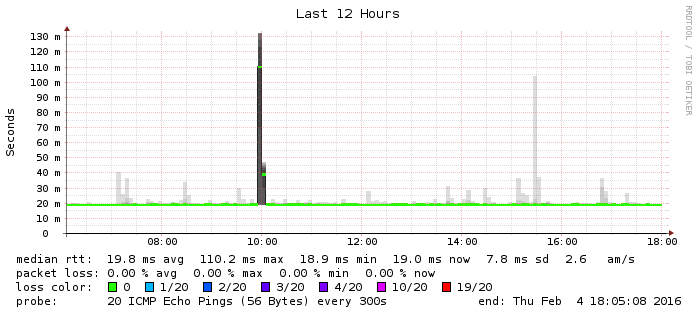 Last 12 Hours
RRDTOOL / TOBI OETIKER
Seconds
130 m
120 m
110 m
100 m
90 m
80 m
70 m
60 m
50 m
40 m
30 m
20 m
10 m
0
08:00 10:00 12:00 14:00 16:00 18:00
median rtt: 19.8 ms avg 110.2 ms max 18.9 ms min 19.0 ms now 7.8 ms sd 2.6 am/s
packet loss: 0.00 % avg 0.00 % max 0.00 % min 0.00 % now
loss color: 0 1/20 2/20 3/20 4/20 10/20 19/20
probe: 20 ICMP Echo Pings (56 Bytes) every 300s end: Thu Feb 4 18:05:08 2016